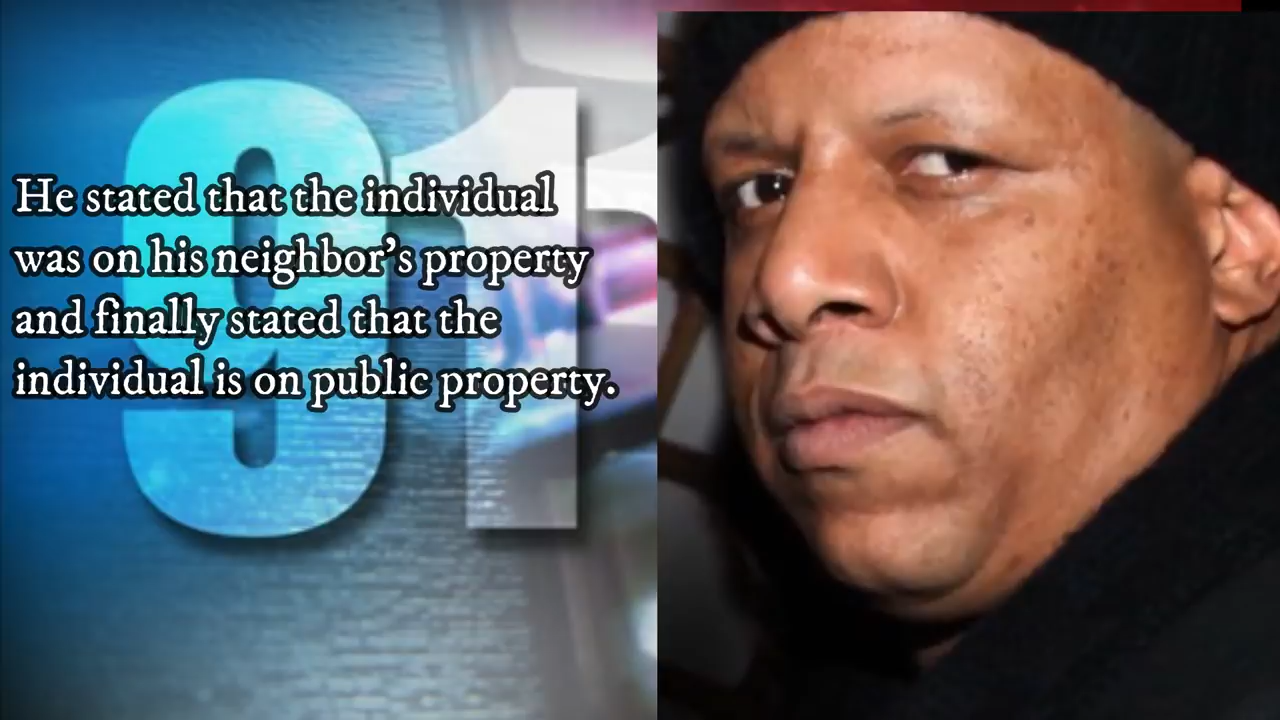 911
He stated that the individual
was on his neighbor's property
and finally stated that the
individual is on public property.